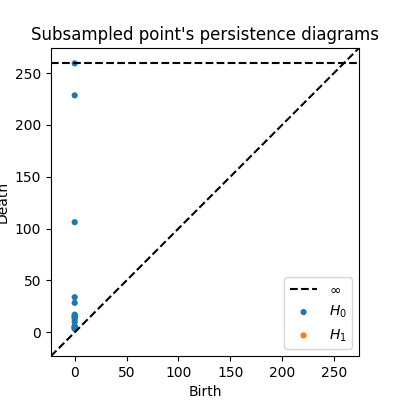 Subsampled point's persistence diagrams
Death
250
200
150
100
50
0
∞
H₀
H₁
0 50 100 150 200 250
Birth